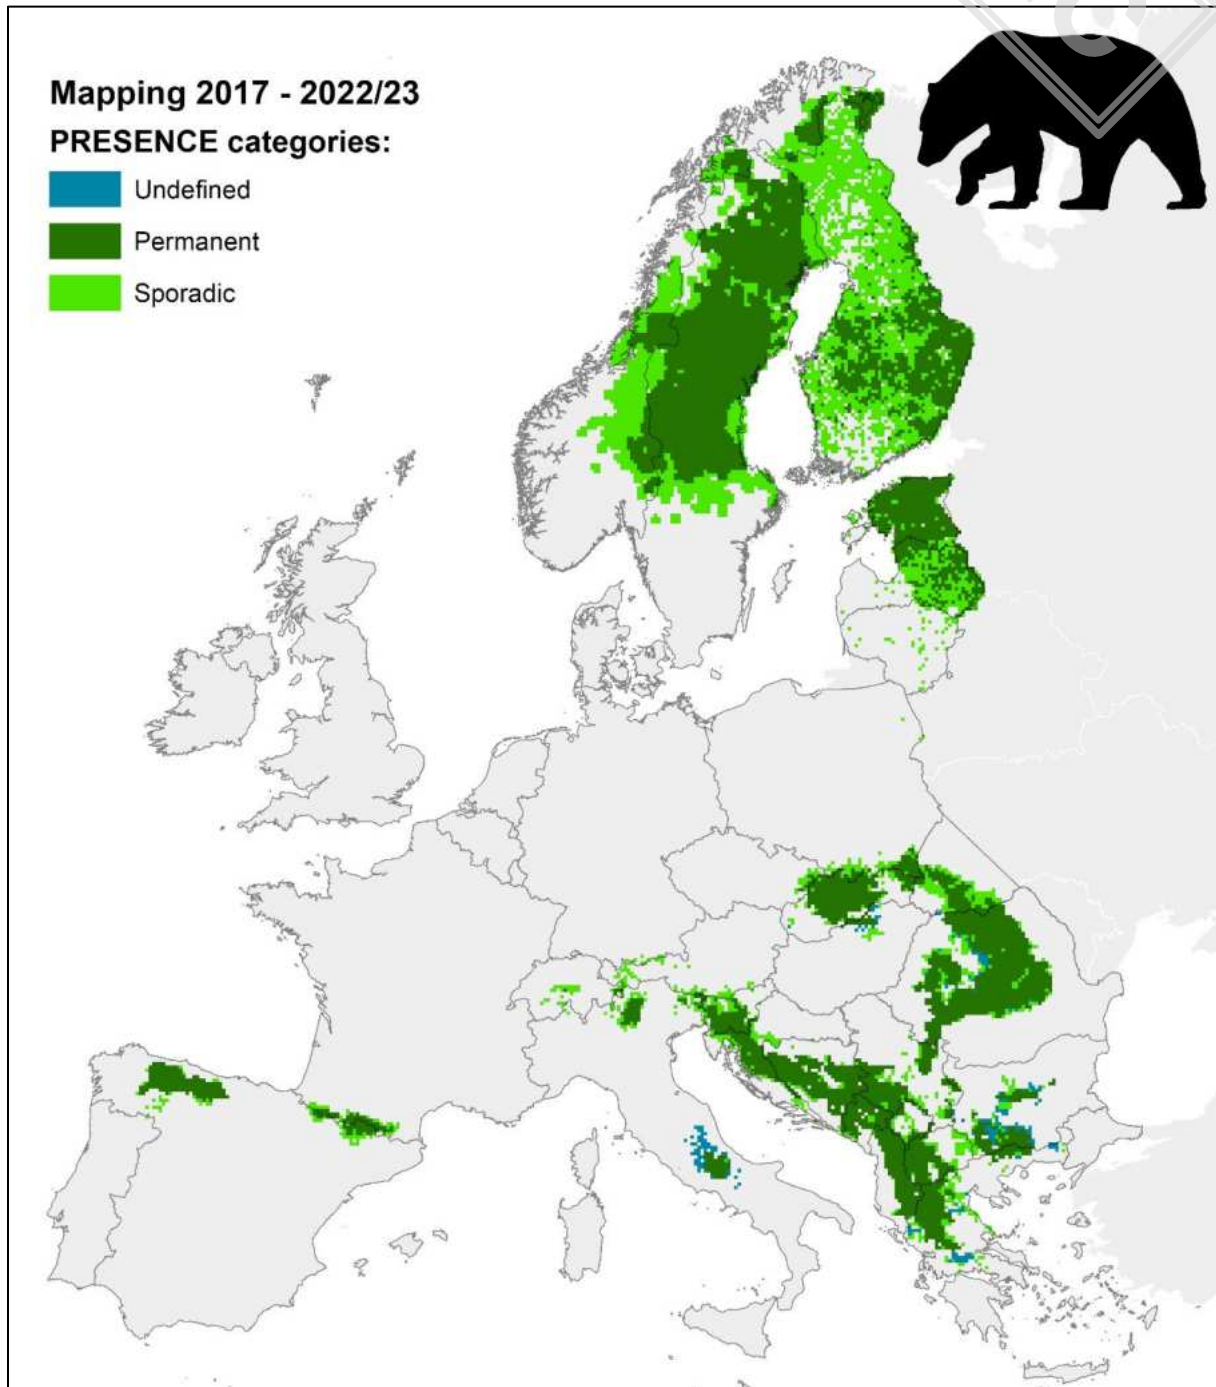 Mapping 2017 - 2022/23
PRESENCE categories:
Undefined
Permanent
Sporadic